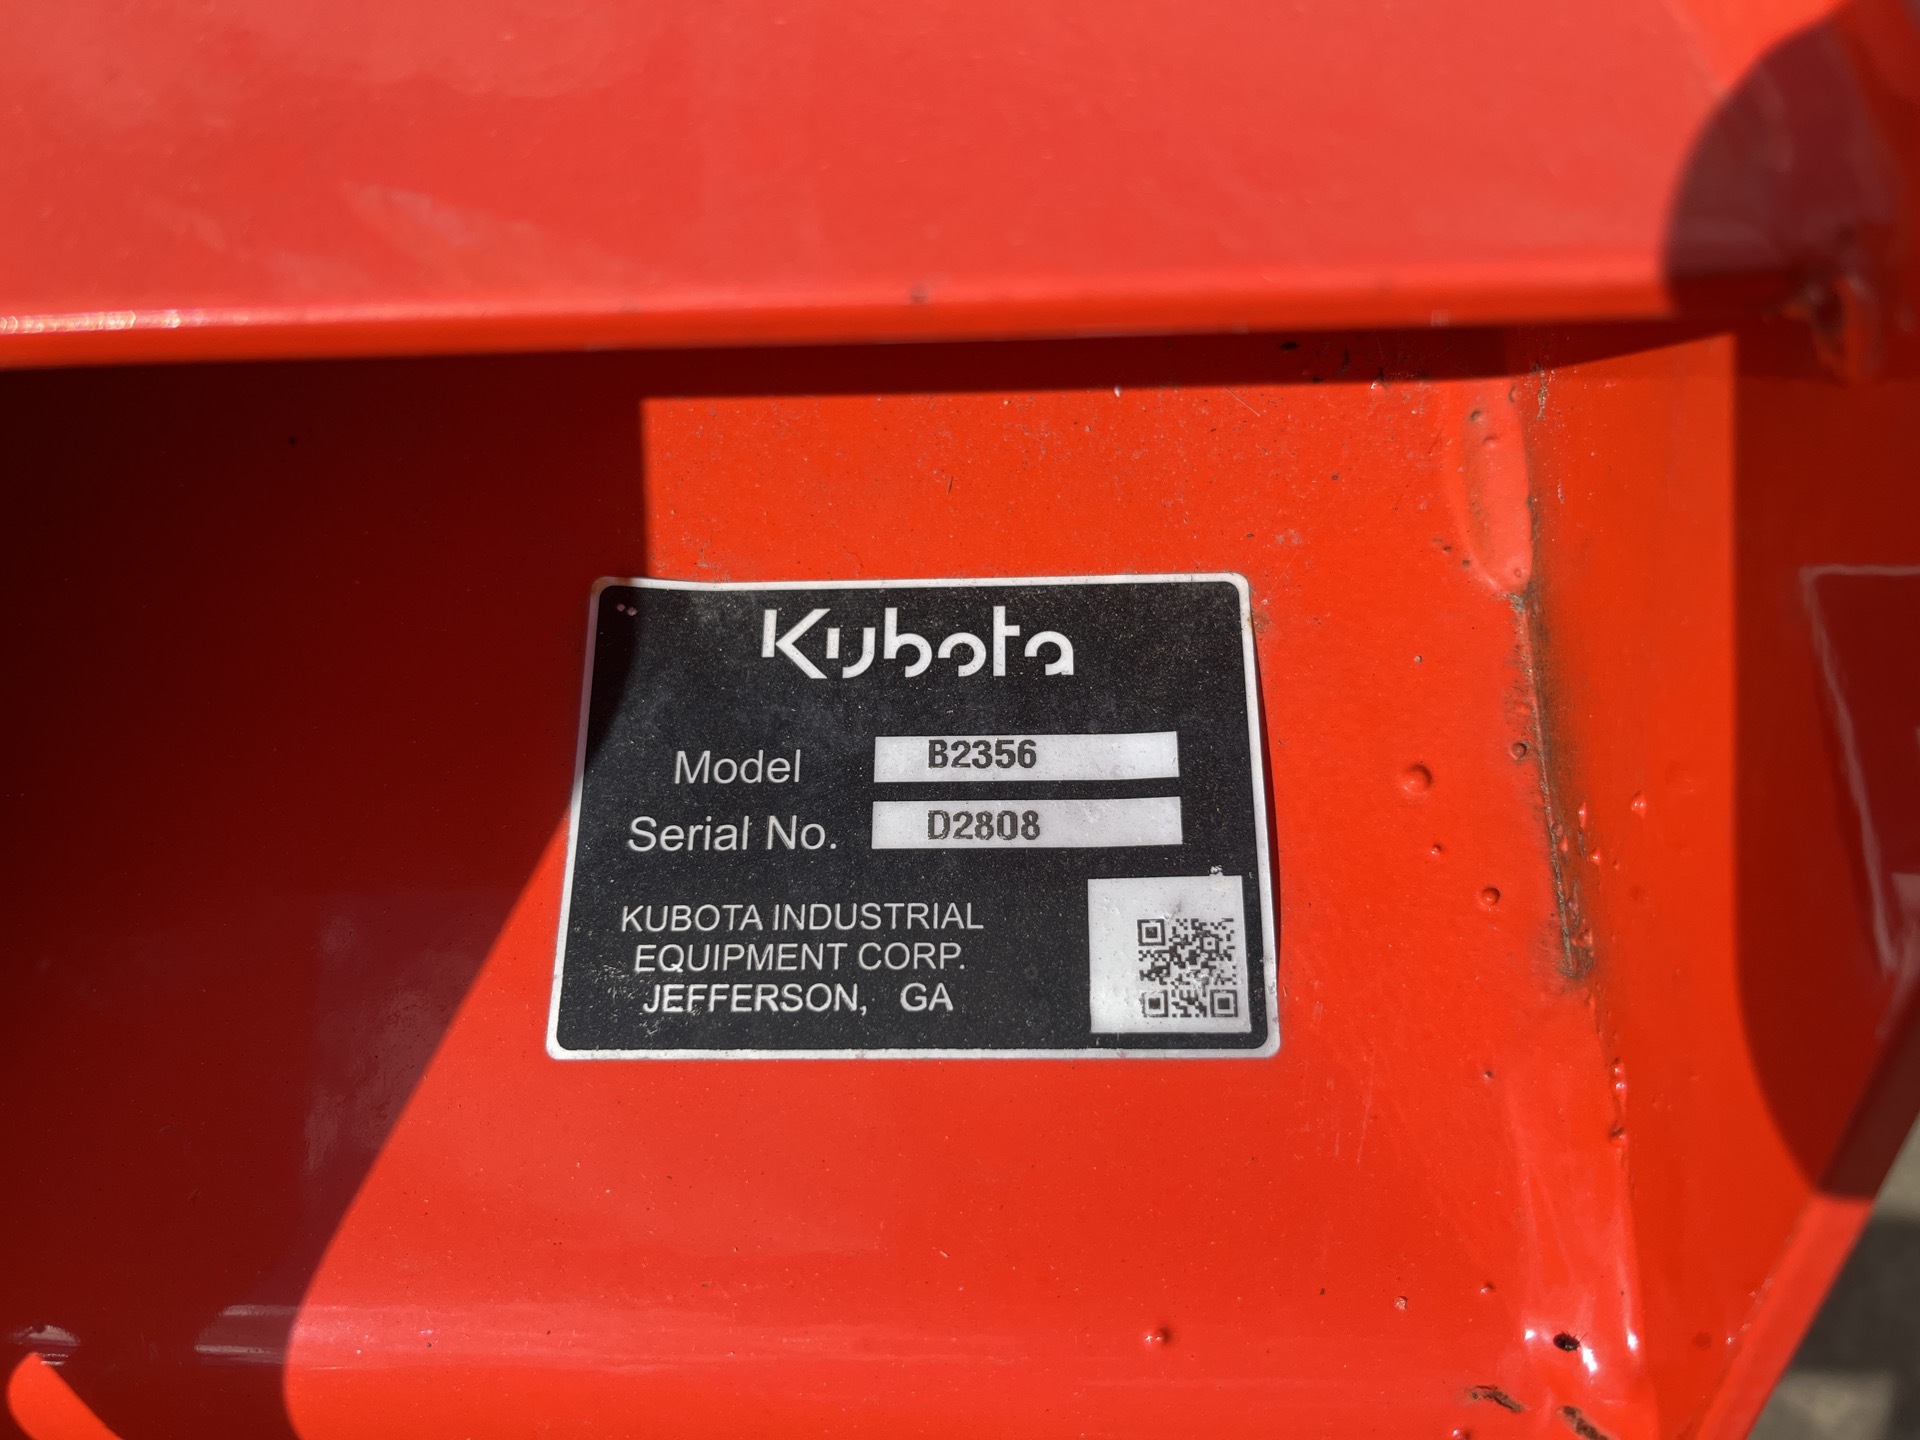 Kubota
Model B2356
Serial No. D2808
KUBOTA INDUSTRIAL
EQUIPMENT CORP.
JEFFERSON, GA